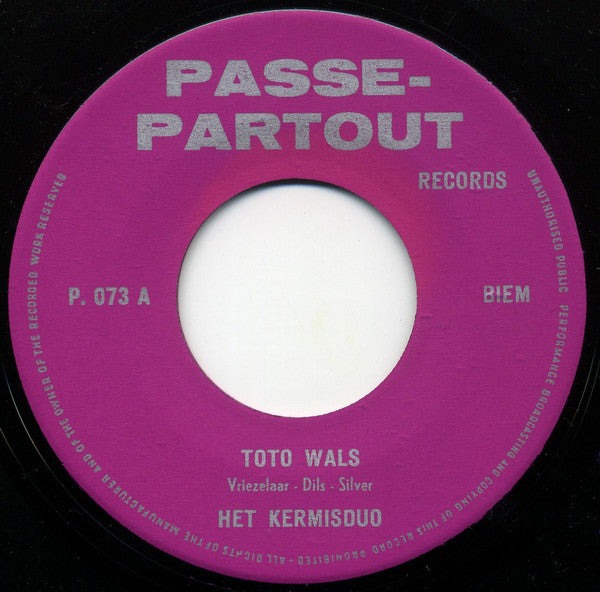 PASSE-
PARTOUT
RECORDS
P. 073 A
BIEM
TOTO WALS
Vriezelaar - Dils - Silver
HET KERMISDUO
ALL RIGHTS OF THE MANUFACTURER AND OF THE OWNER OF THE RECORDED WORK RESERVED
UNAUTHORISED PUBLIC PERFORMANCE BROADCASTING AND COPYING OF THIS RECORD PROHIBITED -